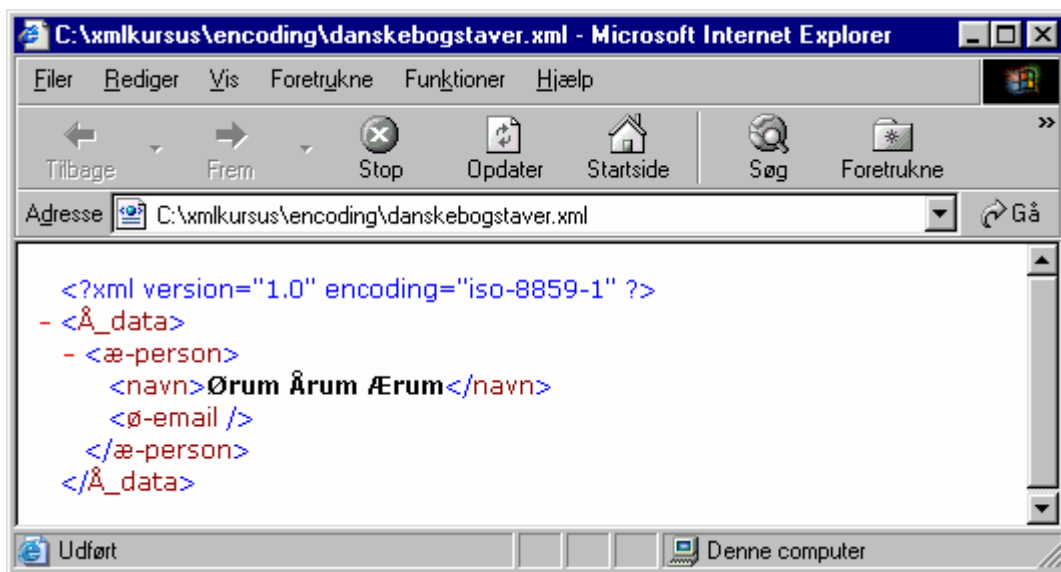 C:\xmlkursus\encoding\danskebogstaver.xml - Microsoft Internet Explorer
Filer Rediger Vis Foretrukne Funktioner Hjælp
Tilbage Frem Stop Opdater Startside Søg Foretrukne »
Adresse C:\xmlkursus\encoding\danskebogstaver.xml Gå
<?xml version="1.0" encoding="iso-8859-1" ?>
- <Å_data>
- <æ-person>
<navn>Ørum Årum Ærum</navn>
<ø-email />
</æ-person>
</Å_data>
Udført Denne computer